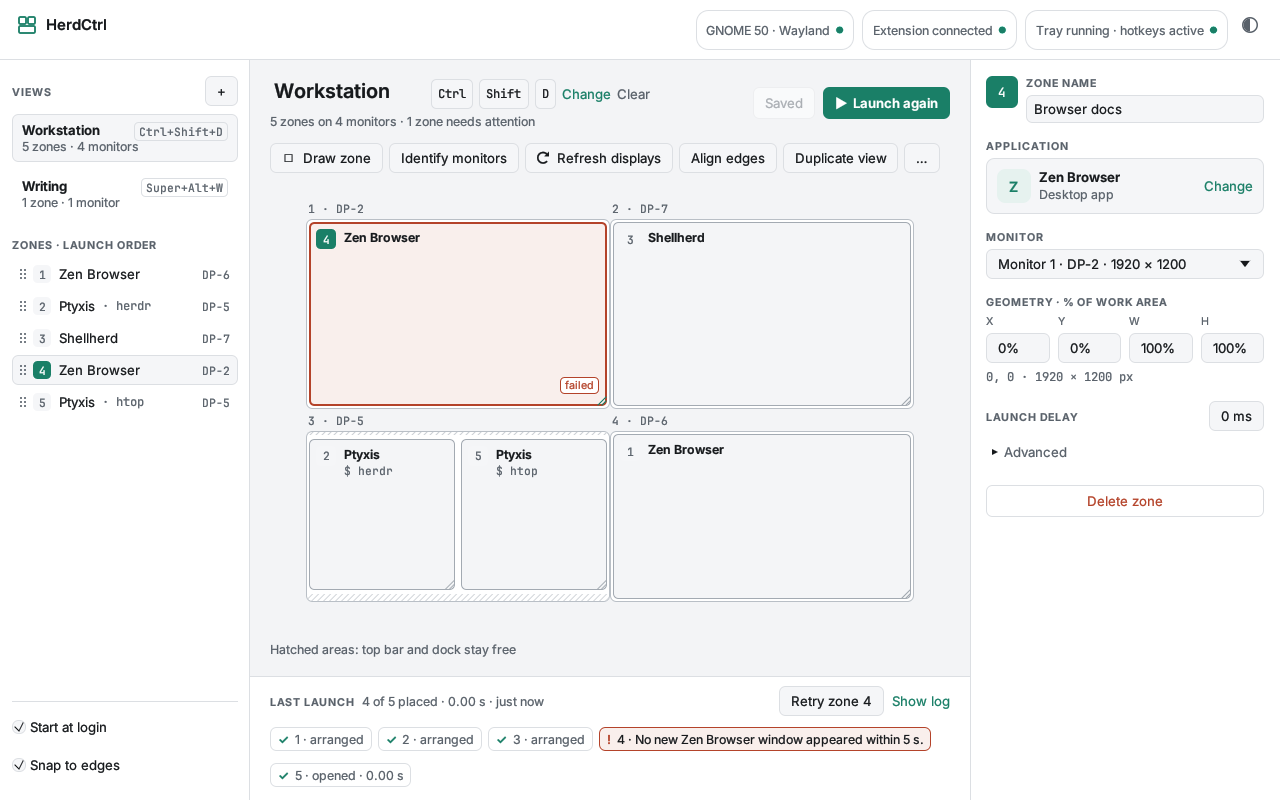 HerdCtrl
GNOME 50 · Wayland
Extension connected
Tray running · hotkeys active
VIEWS
+
Workstation
Ctrl+Shift+D
5 zones · 4 monitors
Writing
Super+Alt+W
1 zone · 1 monitor
ZONES · LAUNCH ORDER
1 Zen Browser DP-6
2 Ptyxis · herdr DP-5
3 Shellherd DP-7
4 Zen Browser DP-2
5 Ptyxis · htop DP-5
Start at login
Snap to edges
Workstation
Ctrl Shift D Change Clear
5 zones on 4 monitors · 1 zone needs attention
Saved
Launch again
Draw zone
Identify monitors
Refresh displays
Align edges
Duplicate view
...
1 · DP-2
4 Zen Browser
failed
2 · DP-7
3 Shellherd
3 · DP-5
2 Ptyxis
$ herdr
5 Ptyxis
$ htop
4 · DP-6
1 Zen Browser
Hatched areas: top bar and dock stay free
LAST LAUNCH 4 of 5 placed · 0.00 s · just now
Retry zone 4
Show log
1 · arranged
2 · arranged
3 · arranged
! 4 · No new Zen Browser window appeared within 5 s.
5 · opened · 0.00 s
4
ZONE NAME
Browser docs
APPLICATION
Z
Zen Browser
Desktop app
Change
MONITOR
Monitor 1 · DP-2 · 1920 × 1200
GEOMETRY · % OF WORK AREA
X Y W H
0% 0% 100% 100%
0, 0 · 1920 × 1200 px
LAUNCH DELAY
0 ms
Advanced
Delete zone